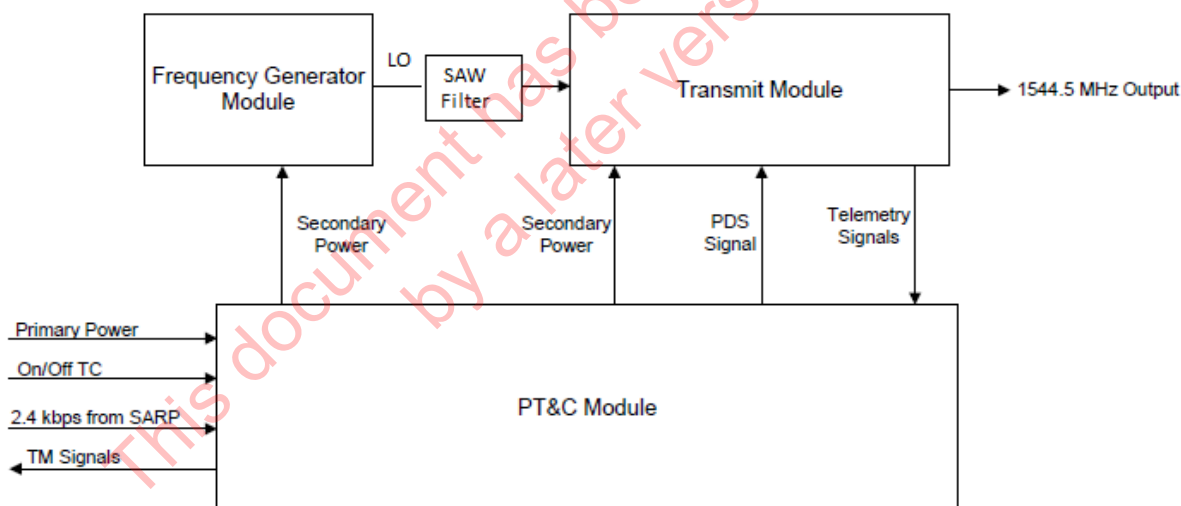 Frequency Generator
Module
LO
SAW
Filter
Transmit Module
1544.5 MHz Output
Secondary
Power
Secondary
Power
PDS
Signal
Telemetry
Signals
Primary Power
On/Off TC
2.4 kbps from SARP
TM Signals
PT&C Module
This document has be
by a later vers